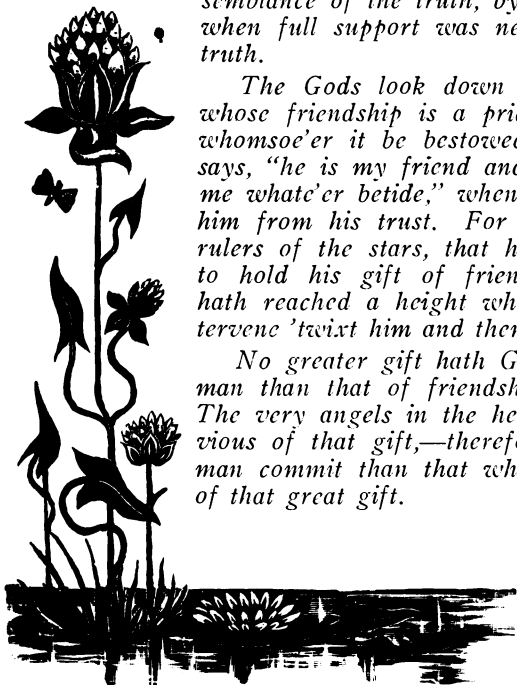 semblance of the truth, by
when full support was ne
truth.
The Gods look down
whose friendship is a pri
whomsoe'er it be bestowed
says, "he is my friend and
me whate'er betide," when
him from his trust. For
rulers of the stars, that h
to hold his gift of frien
hath reached a height wh
tervene 'twixt him and ther
No greater gift hath G
man than that of friendsh
The very angels in the he
vious of that gift,—theref
man commit than that wh
of that great gift.